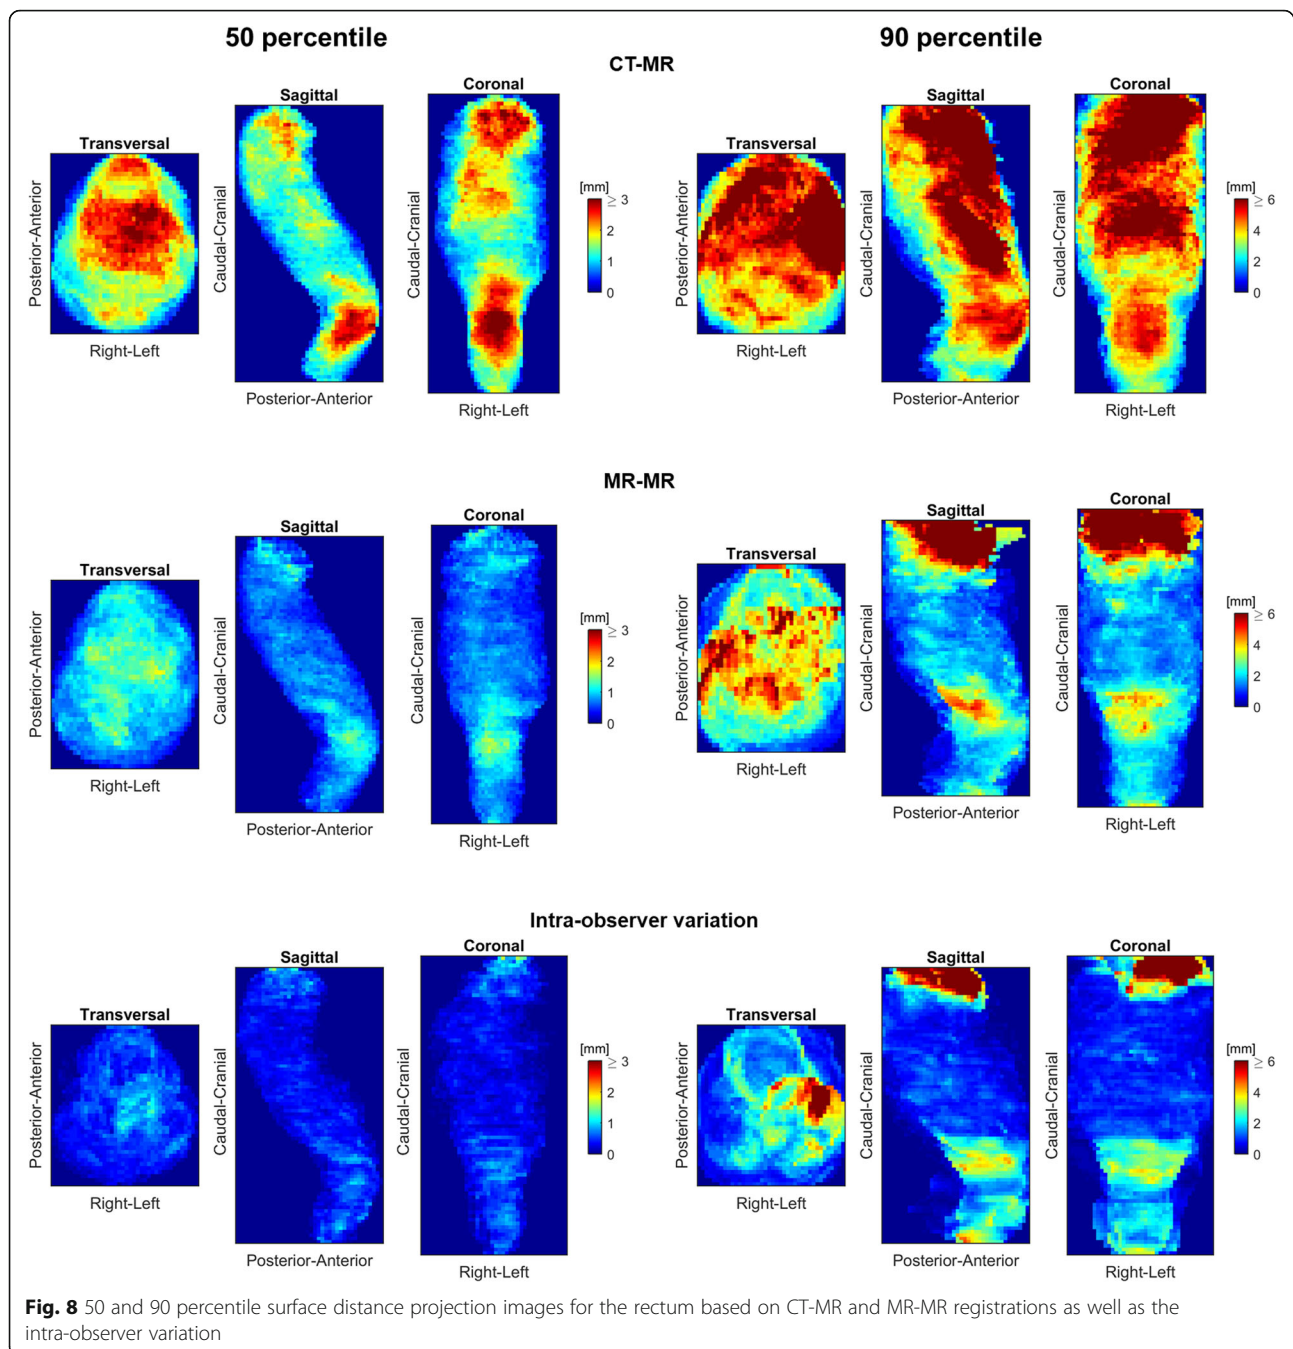 50 percentile
90 percentile
CT-MR
Transversal
Posterior-Anterior
Right-Left
Sagittal
Caudal-Cranial
Posterior-Anterior
Coronal
Caudal-Cranial
Right-Left
[mm]
≥ 3
2
1
0
Transversal
Posterior-Anterior
Right-Left
Sagittal
Caudal-Cranial
Posterior-Anterior
Coronal
Caudal-Cranial
Right-Left
[mm]
≥ 6
4
2
0
MR-MR
Transversal
Posterior-Anterior
Right-Left
Sagittal
Caudal-Cranial
Posterior-Anterior
Coronal
Caudal-Cranial
Right-Left
[mm]
≥ 3
2
1
0
Transversal
Posterior-Anterior
Right-Left
Sagittal
Caudal-Cranial
Posterior-Anterior
Coronal
Caudal-Cranial
Right-Left
[mm]
≥ 6
4
2
0
Intra-observer variation
Transversal
Posterior-Anterior
Right-Left
Sagittal
Caudal-Cranial
Posterior-Anterior
Coronal
Caudal-Cranial
Right-Left
[mm]
≥ 3
2
1
0
Transversal
Posterior-Anterior
Right-Left
Sagittal
Caudal-Cranial
Posterior-Anterior
Coronal
Caudal-Cranial
Right-Left
[mm]
≥ 6
4
2
0
Fig. 8 50 and 90 percentile surface distance projection images for the rectum based on CT-MR and MR-MR registrations as well as the
intra-observer variation